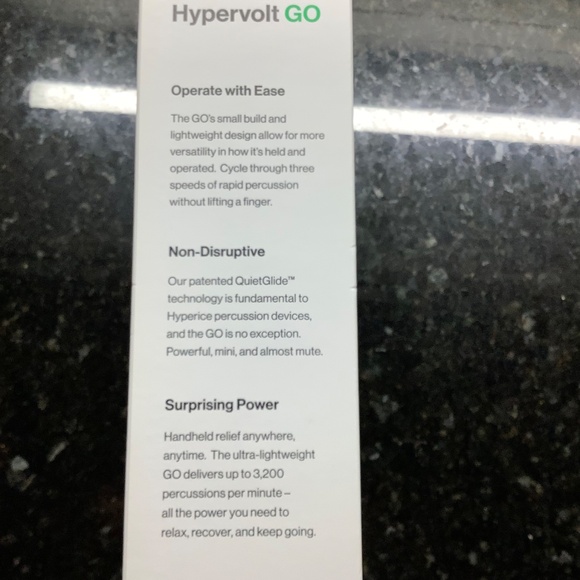 Hypervolt GO
Operate with Ease
The GO's small build and
lightweight design allow for more
versatility in how it's held and
operated. Cycle through three
speeds of rapid percussion
without lifting a finger.
Non-Disruptive
Our patented QuietGlide™
technology is fundamental to
Hyperice percussion devices,
and the GO is no exception.
Powerful, mini, and almost mute.
Surprising Power
Handheld relief anywhere,
anytime. The ultra-lightweight
GO delivers up to 3,200
percussions per minute –
all the power you need to
relax, recover, and keep going.